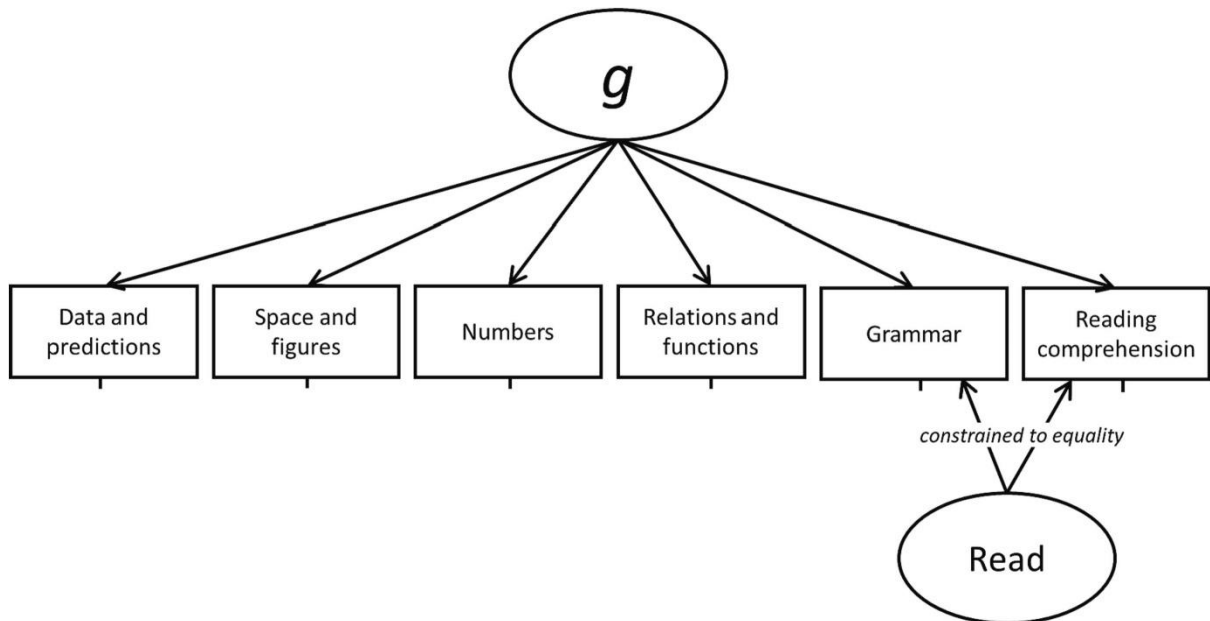 g
Data and
predictions
Space and
figures
Numbers
Relations and
functions
Grammar
Reading
comprehension
constrained to equality
Read